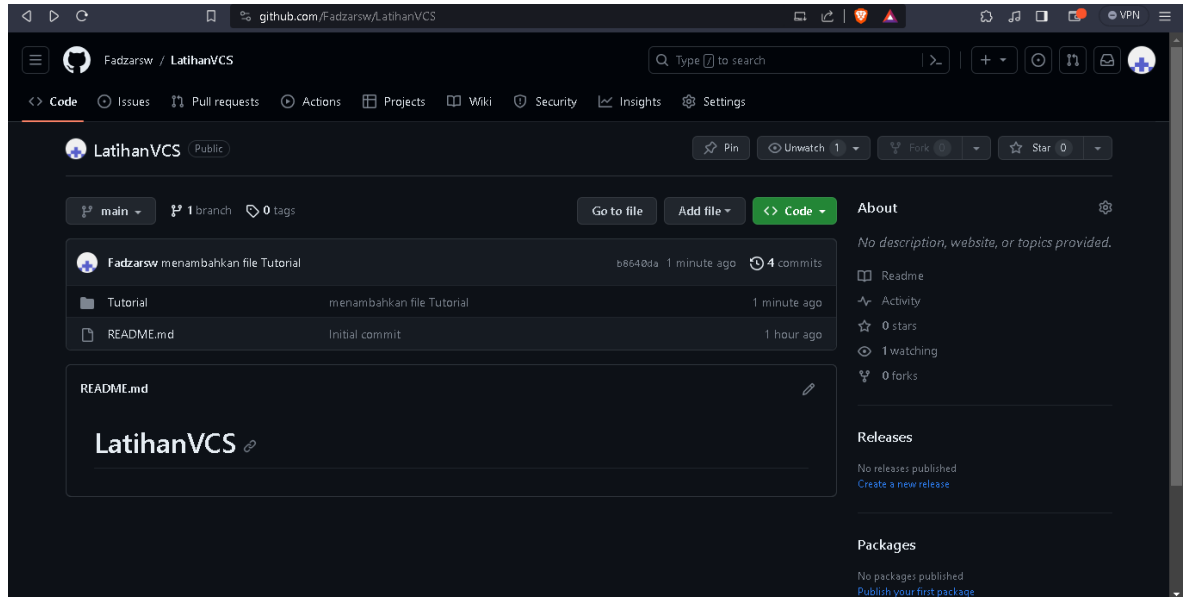 github.com/Fadzarsw/LatihanVCS
VPN
Fadzarsw / LatihanVCS
Type / to search
<> Code Issues Pull requests Actions Projects Wiki Security Insights Settings
LatihanVCS Public
Pin Unwatch 1 Fork 0 Star 0
main 1 branch 0 tags Go to file Add file <> Code
Fadzarsw menambahkan file Tutorial b8640da 1 minute ago 4 commits
Tutorial menambahkan file Tutorial 1 minute ago
README.md Initial commit 1 hour ago
README.md
LatihanVCS
About
No description, website, or topics provided.
Readme
Activity
0 stars
1 watching
0 forks
Releases
No releases published
Create a new release
Packages
No packages published
Publish your first package